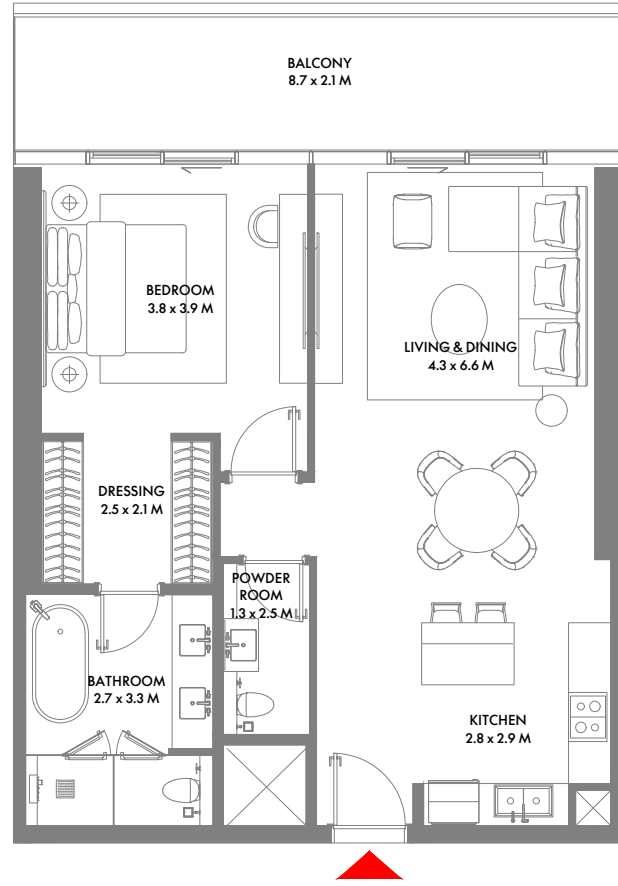 BALCONY
8.7 x 2.1 M
BEDROOM
3.8 x 3.9 M
LIVING & DINING
4.3 x 6.6 M
DRESSING
2.5 x 2.1 M
POWDER
ROOM
1.3 x 2.5 M
BATHROOM
2.7 x 3.3 M
KITCHEN
2.8 x 2.9 M